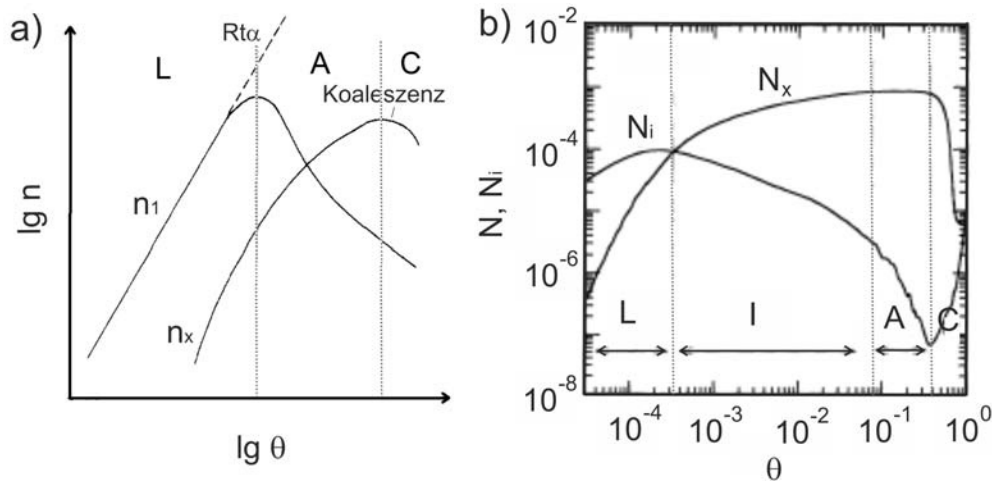 a)
Rtα
L
A
C
Koaleszenz
n₁
nₓ
lg n
lg θ
b)
10⁻²
10⁻⁴
10⁻⁶
10⁻⁸
N, Nᵢ
Nₓ
Nᵢ
L
I
A
C
10⁻⁴
10⁻³
10⁻²
10⁻¹
10⁰
θ